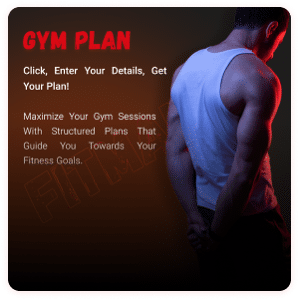 GYM PLAN
Click, Enter Your Details, Get
Your Plan!
Maximize Your Gym Sessions
With Structured Plans That
Guide You Towards Your
Fitness Goals.